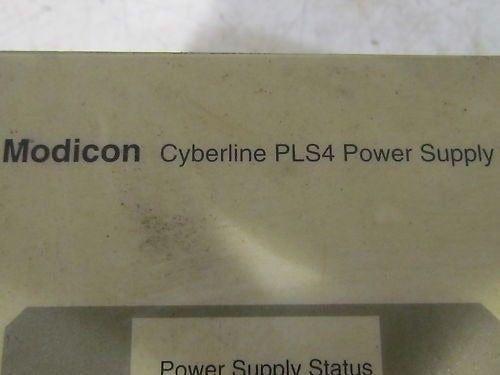 Modicon Cyberline PLS4 Power Supply
Power Supply Status